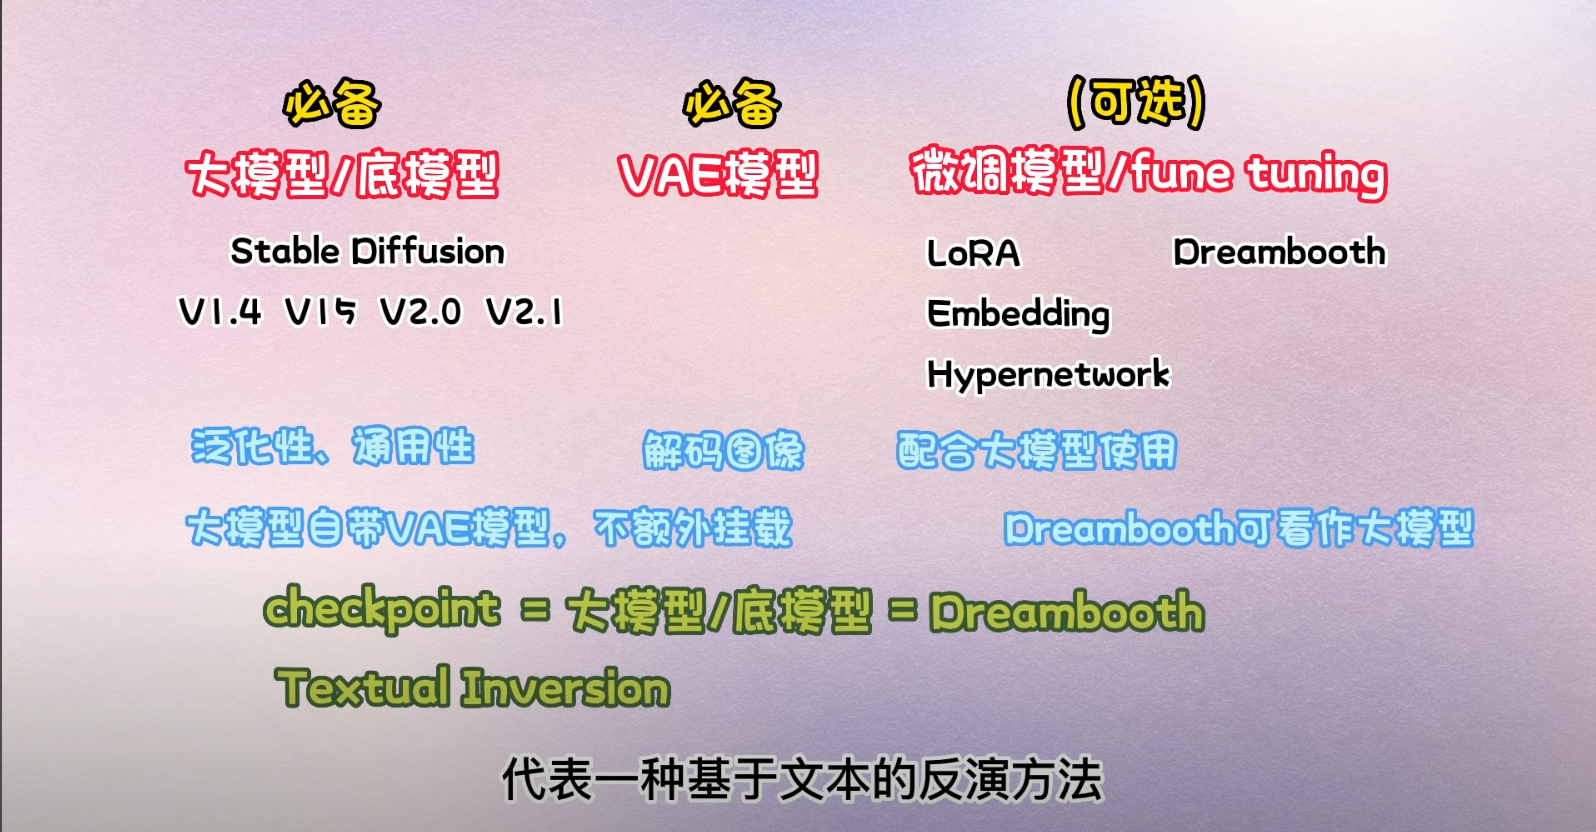 必备 必备 (可选)
大模型/底模型 VAE模型 微调模型/fune tuning
Stable Diffusion LoRA Dreambooth
V1.4 V15 V2.0 V2.1 Embedding
Hypernetwork
泛化性、通用性 解码图像 配合大模型使用
大模型自带VAE模型，不额外挂载 Dreambooth可看作大模型
checkpoint = 大模型/底模型 = Dreambooth
Textual Inversion
代表一种基于文本的反演方法